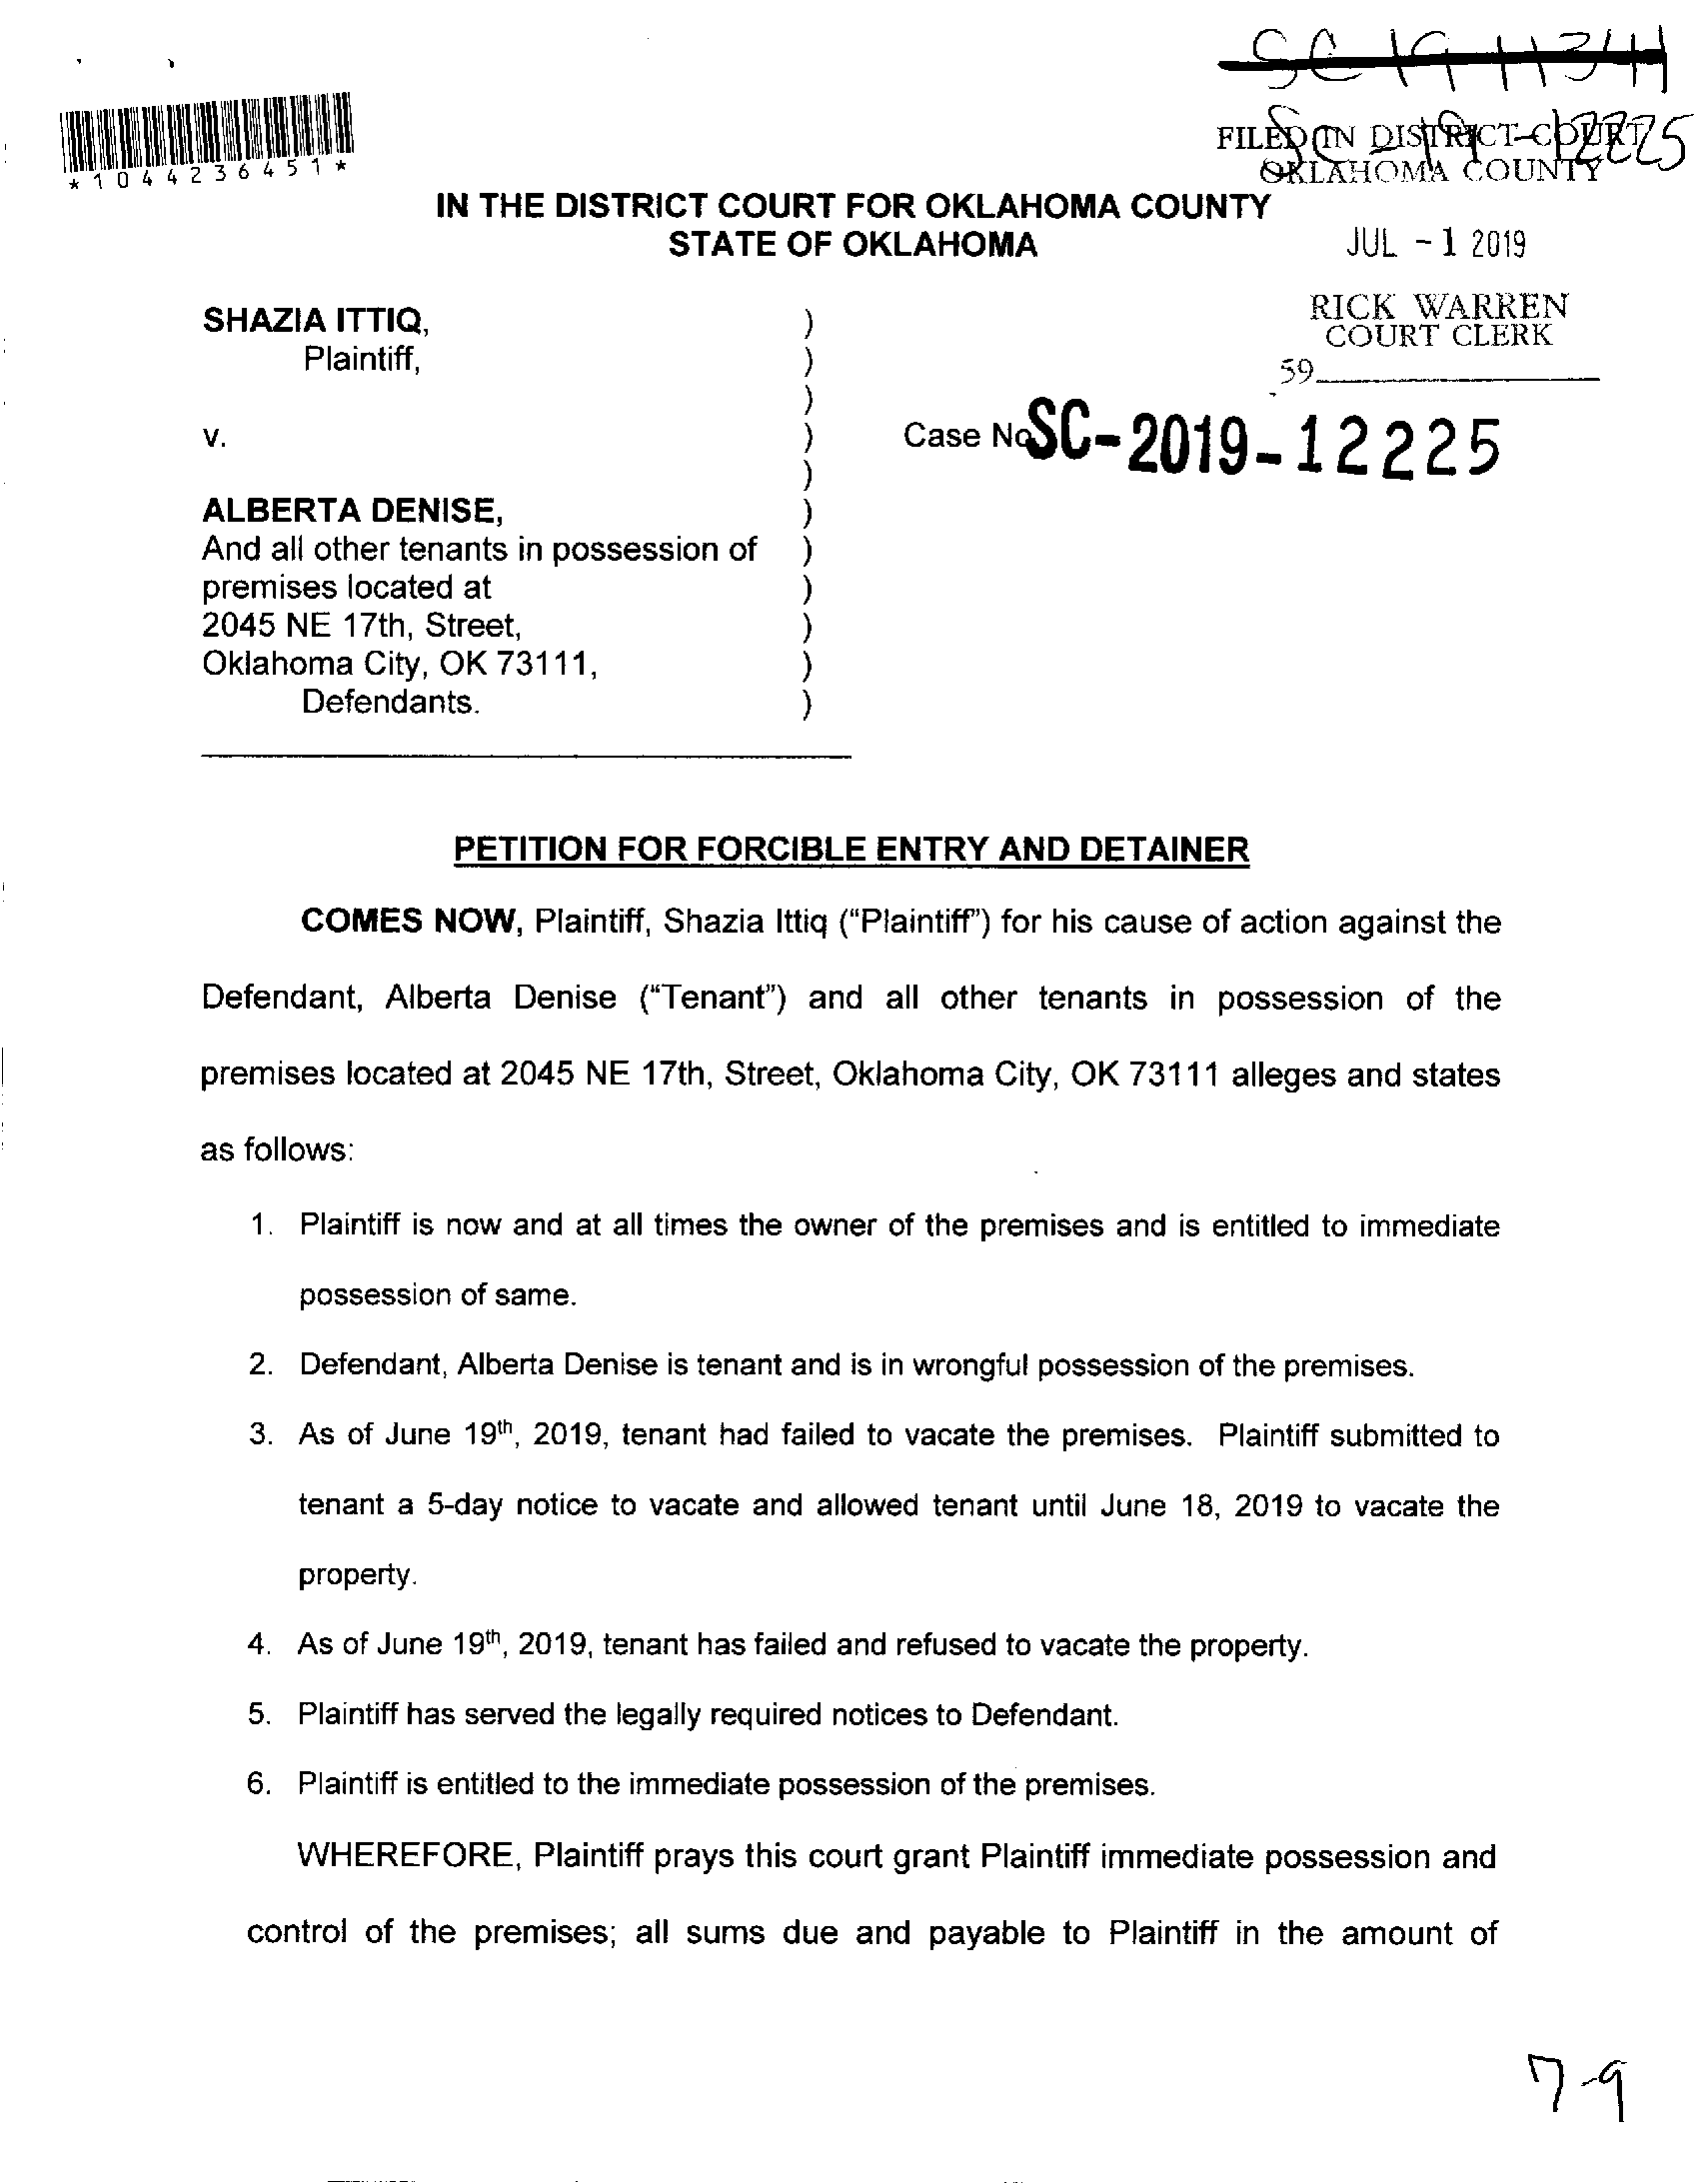 SC 19 11341
SC-19-12225
FILED IN DISTRICT COURT
OKLAHOMA COUNTY
*1044236451*
IN THE DISTRICT COURT FOR OKLAHOMA COUNTY
STATE OF OKLAHOMA
JUL -1 2019
RICK WARREN
COURT CLERK
59
SHAZIA ITTIQ,
Plaintiff,
v.
Case No SC-2019-12225
ALBERTA DENISE,
And all other tenants in possession of
premises located at
2045 NE 17th, Street,
Oklahoma City, OK 73111,
Defendants.
)
)
)
)
)
)
)
)
)
)
)
PETITION FOR FORCIBLE ENTRY AND DETAINER
COMES NOW, Plaintiff, Shazia Ittiq ("Plaintiff") for his cause of action against the
Defendant, Alberta Denise ("Tenant") and all other tenants in possession of the
premises located at 2045 NE 17th, Street, Oklahoma City, OK 73111 alleges and states
as follows:
1. Plaintiff is now and at all times the owner of the premises and is entitled to immediate
possession of same.
2. Defendant, Alberta Denise is tenant and is in wrongful possession of the premises.
3. As of June 19th, 2019, tenant had failed to vacate the premises. Plaintiff submitted to
tenant a 5-day notice to vacate and allowed tenant until June 18, 2019 to vacate the
property.
4. As of June 19th, 2019, tenant has failed and refused to vacate the property.
5. Plaintiff has served the legally required notices to Defendant.
6. Plaintiff is entitled to the immediate possession of the premises.
WHEREFORE, Plaintiff prays this court grant Plaintiff immediate possession and
control of the premises; all sums due and payable to Plaintiff in the amount of
7-9